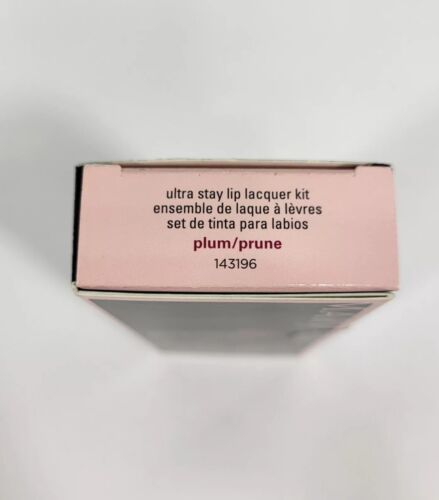 ultra stay lip lacquer kit
ensemble de laque à lèvres
set de tinta para labios
plum/prune
143196